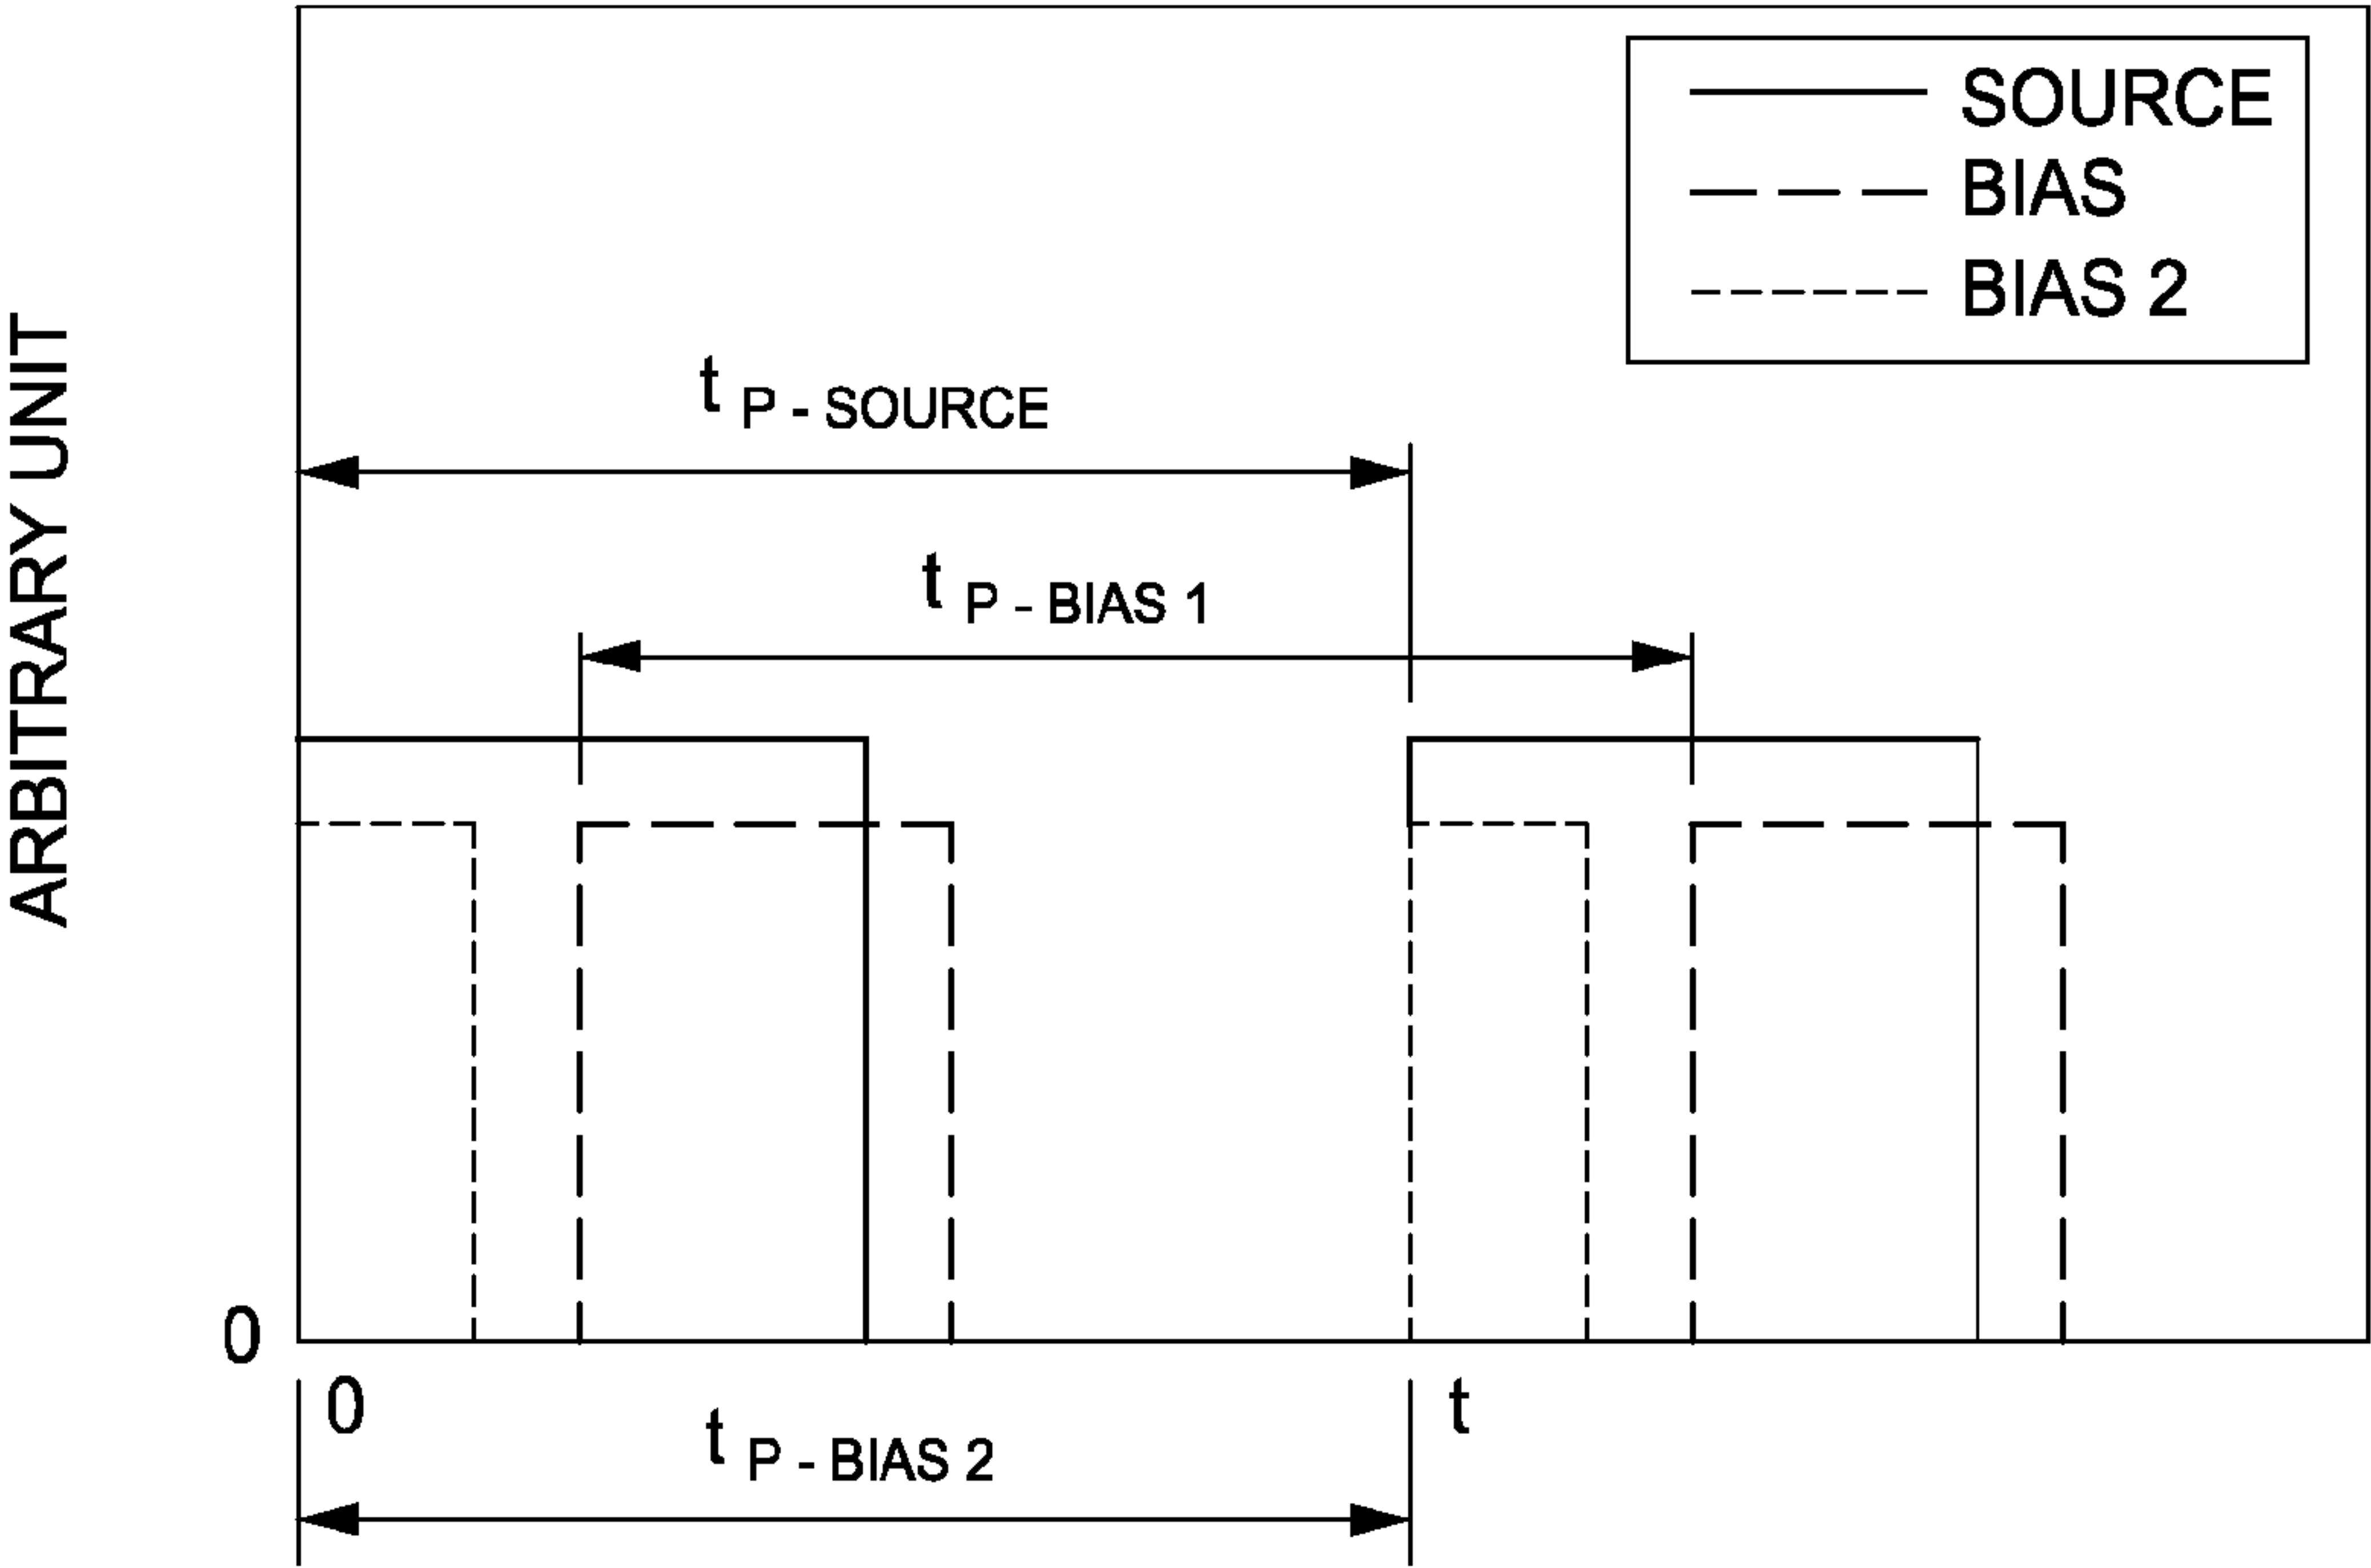 SOURCE
BIAS
BIAS 2
ARBITRARY UNIT
t P - SOURCE
t P - BIAS 1
0
0
t
t P - BIAS 2